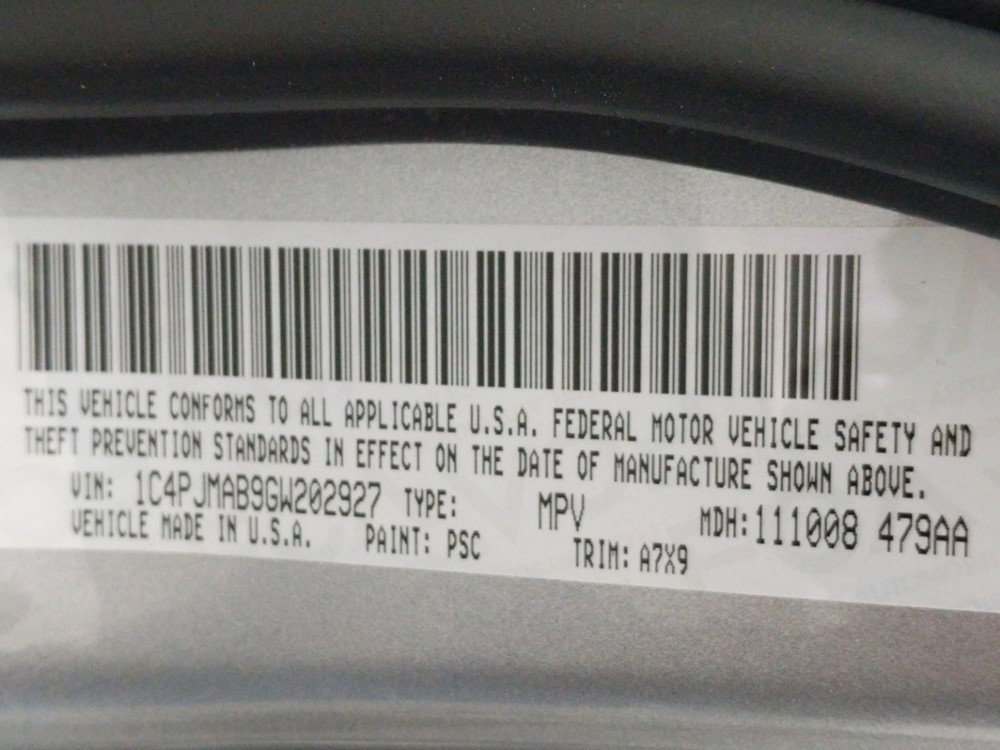 THIS VEHICLE CONFORMS TO ALL APPLICABLE U.S.A. FEDERAL MOTOR VEHICLE SAFETY AND
THEFT PREVENTION STANDARDS IN EFFECT ON THE DATE OF MANUFACTURE SHOWN ABOVE.
VIN: 1C4PJMAB9GW202927 TYPE: MPV MDH:111008 479AA
VEHICLE MADE IN U.S.A. PAINT: PSC TRIM: A7X9